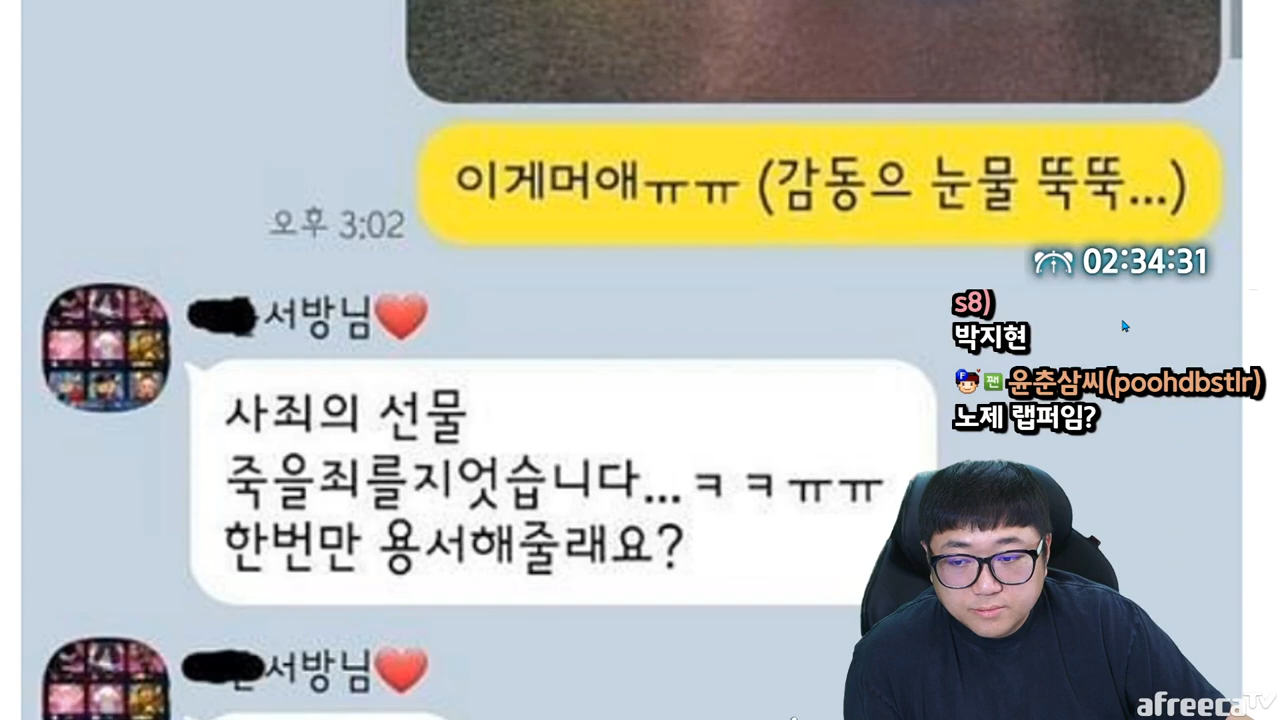 이게머애ㅠㅠ (감동으 눈물 뚝뚝...)
오후 3:02
02:34:31
서방님
s8)
박지현
팬 윤춘삼씨(poohdbstlr)
노제 랩퍼임?
사죄의 선물
죽을죄를지엇습니다...ㅋㅋㅠㅠ
한번만 용서해줄래요?
서방님
afreecaTV